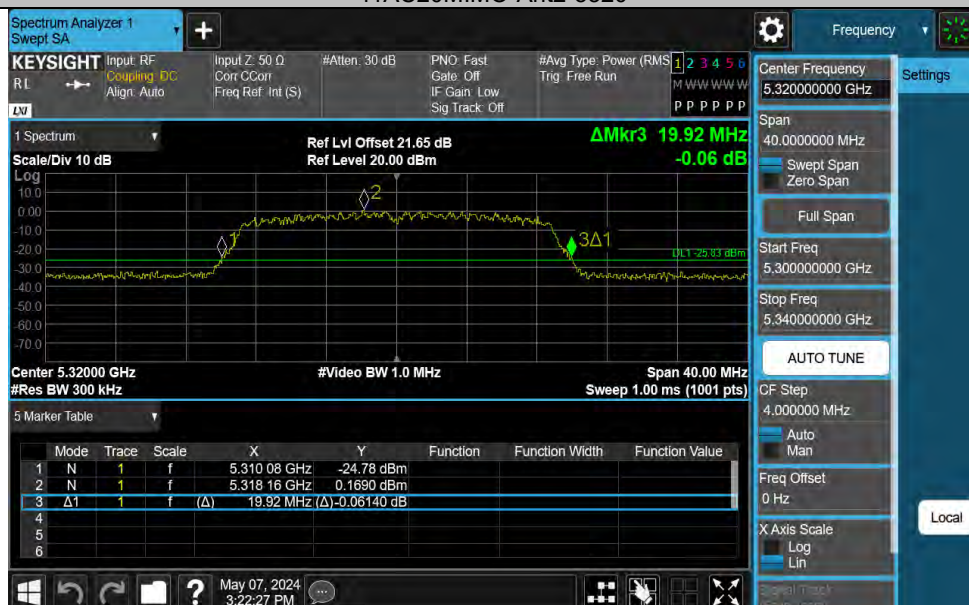 Spectrum Analyzer 1
Swept SA
Frequency
KEYSIGHT
RL
LXI
Input: RF
Coupling: DC
Align: Auto
Input Z: 50 Ω
Corr CCorr
Freq Ref: Int (S)
#Atten: 30 dB
PNO: Fast
Gate: Off
IF Gain: Low
Sig Track: Off
#Avg Type: Power (RMS
Trig: Free Run
1 2 3 4 5 6
M W W W W W
P P P P P P
1 Spectrum
Scale/Div 10 dB
Ref Lvl Offset 21.65 dB
Ref Level 20.00 dBm
ΔMkr3 19.92 MHz
-0.06 dB
Log
10.0
0.00
-10.0
-20.0
-30.0
-40.0
-50.0
-60.0
-70.0
1
2
3Δ1
DL1 -25.83 dBm
Center 5.32000 GHz
#Video BW 1.0 MHz
Span 40.00 MHz
#Res BW 300 kHz
Sweep 1.00 ms (1001 pts)
5 Marker Table
Mode Trace Scale X Y Function Function Width Function Value
1 N 1 f 5.310 08 GHz -24.78 dBm
2 N 1 f 5.318 16 GHz 0.1690 dBm
3 Δ1 1 f (Δ) 19.92 MHz (Δ) -0.06140 dB
4
5
6
May 07, 2024
3:22:27 PM
Center Frequency
5.320000000 GHz
Span
40.0000000 MHz
Swept Span
Zero Span
Full Span
Start Freq
5.300000000 GHz
Stop Freq
5.340000000 GHz
AUTO TUNE
CF Step
4.000000 MHz
Auto
Man
Freq Offset
0 Hz
X Axis Scale
Log
Lin
Signal Track
Settings
Local